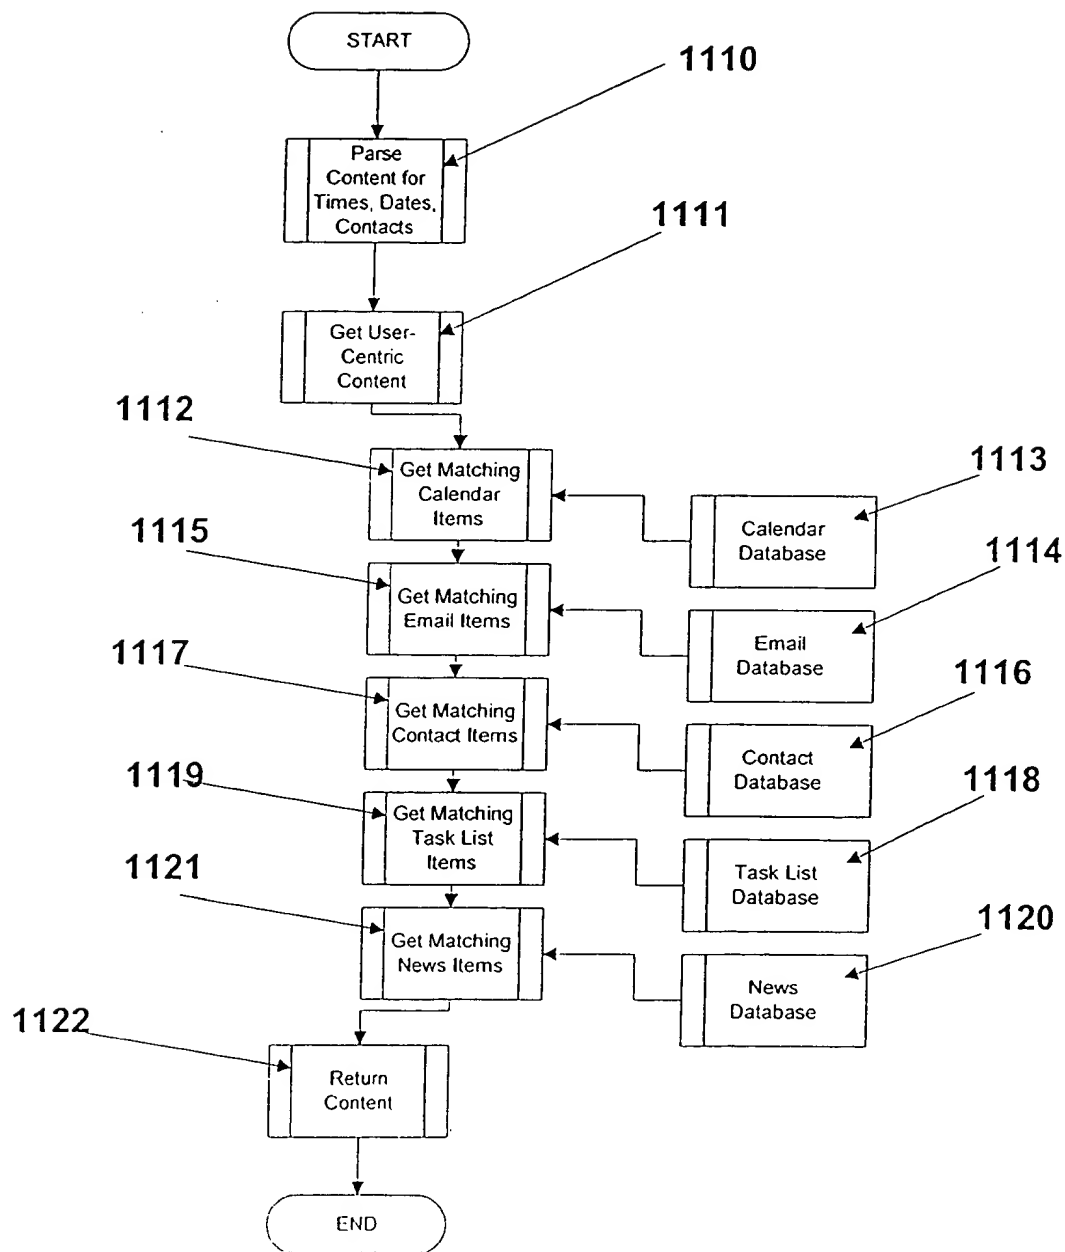 START
1110
Parse
Content for
Times, Dates,
Contacts
1111
Get User-
Centric
Content
1112
Get Matching
Calendar
Items
1113
Calendar
Database
1115
Get Matching
Email Items
1114
Email
Database
1117
Get Matching
Contact Items
1116
Contact
Database
1119
Get Matching
Task List
Items
1118
Task List
Database
1121
Get Matching
News Items
1120
News
Database
1122
Return
Content
END